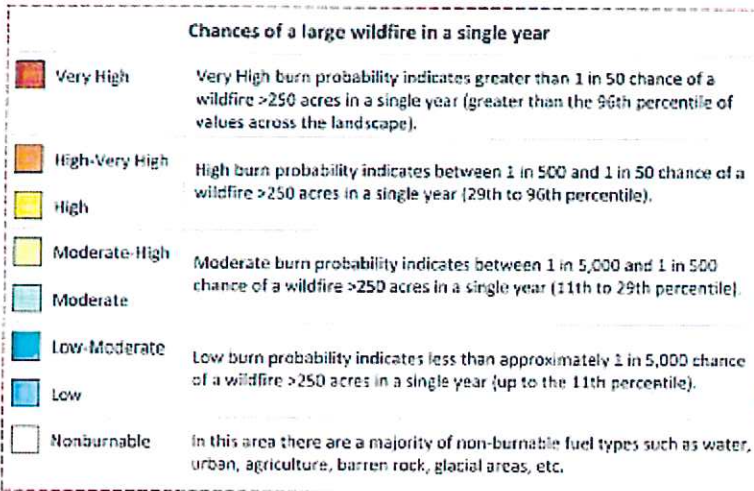 Chances of a large wildfire in a single year
Very High
Very High burn probability indicates greater than 1 in 50 chance of a
wildfire >250 acres in a single year (greater than the 96th percentile of
values across the landscape).
High-Very High
High burn probability indicates between 1 in 500 and 1 in 50 chance of a
wildfire >250 acres in a single year (29th to 96th percentile).
High
Moderate-High
Moderate burn probability indicates between 1 in 5,000 and 1 in 500
chance of a wildfire >250 acres in a single year (11th to 29th percentile).
Moderate
Low-Moderate
Low burn probability indicates less than approximately 1 in 5,000 chance
of a wildfire >250 acres in a single year (up to the 11th percentile).
Low
Nonburnable
In this area there are a majority of non-burnable fuel types such as water,
urban, agriculture, barren rock, glacial areas, etc.